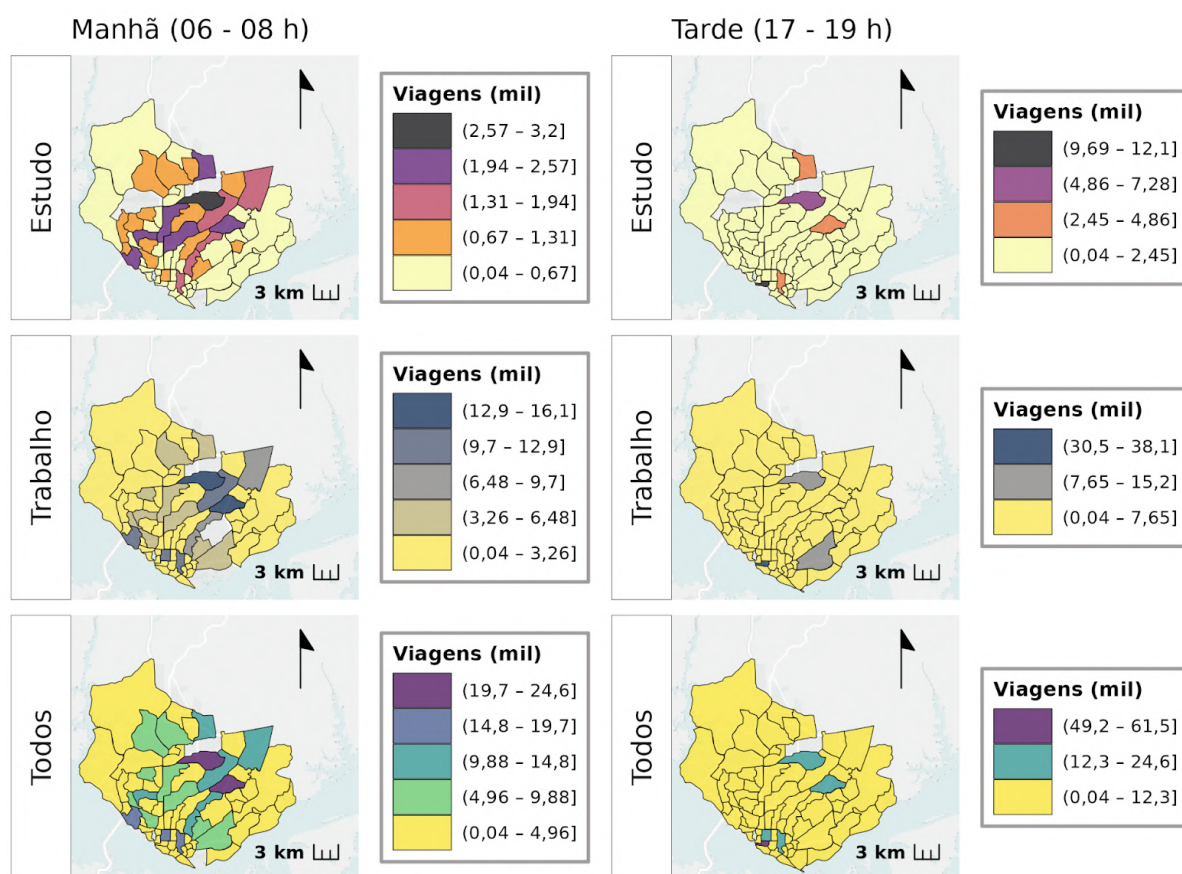 Manhã (06 - 08 h)
Tarde (17 - 19 h)
Estudo
Viagens (mil)
(2,57 – 3,2]
(1,94 – 2,57]
(1,31 – 1,94]
(0,67 – 1,31]
(0,04 – 0,67]
3 km
Viagens (mil)
(9,69 – 12,1]
(4,86 – 7,28]
(2,45 – 4,86]
(0,04 – 2,45]
Estudo
3 km
Trabalho
Viagens (mil)
(12,9 – 16,1]
(9,7 – 12,9]
(6,48 – 9,7]
(3,26 – 6,48]
(0,04 – 3,26]
3 km
Trabalho
Viagens (mil)
(30,5 – 38,1]
(7,65 – 15,2]
(0,04 – 7,65]
3 km
Todos
Viagens (mil)
(19,7 – 24,6]
(14,8 – 19,7]
(9,88 – 14,8]
(4,96 – 9,88]
(0,04 – 4,96]
3 km
Todos
Viagens (mil)
(49,2 – 61,5]
(12,3 – 24,6]
(0,04 – 12,3]
3 km